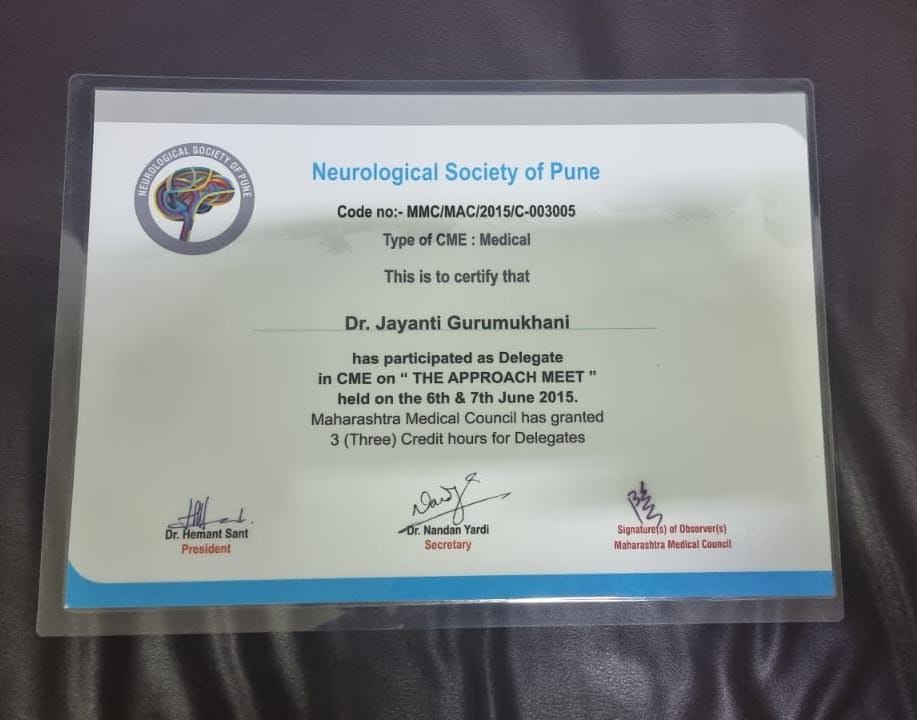 NEUROLOGICAL SOCIETY OF PUNE
Neurological Society of Pune
Code no:- MMC/MAC/2015/C-003005
Type of CME : Medical
This is to certify that
Dr. Jayanti Gurumukhani
has participated as Delegate
in CME on “ THE APPROACH MEET ”
held on the 6th & 7th June 2015.
Maharashtra Medical Council has granted
3 (Three) Credit hours for Delegates
Dr. Hemant Sant
President
Dr. Nandan Yardi
Secretary
Signature(s) of Observer(s)
Maharashtra Medical Council